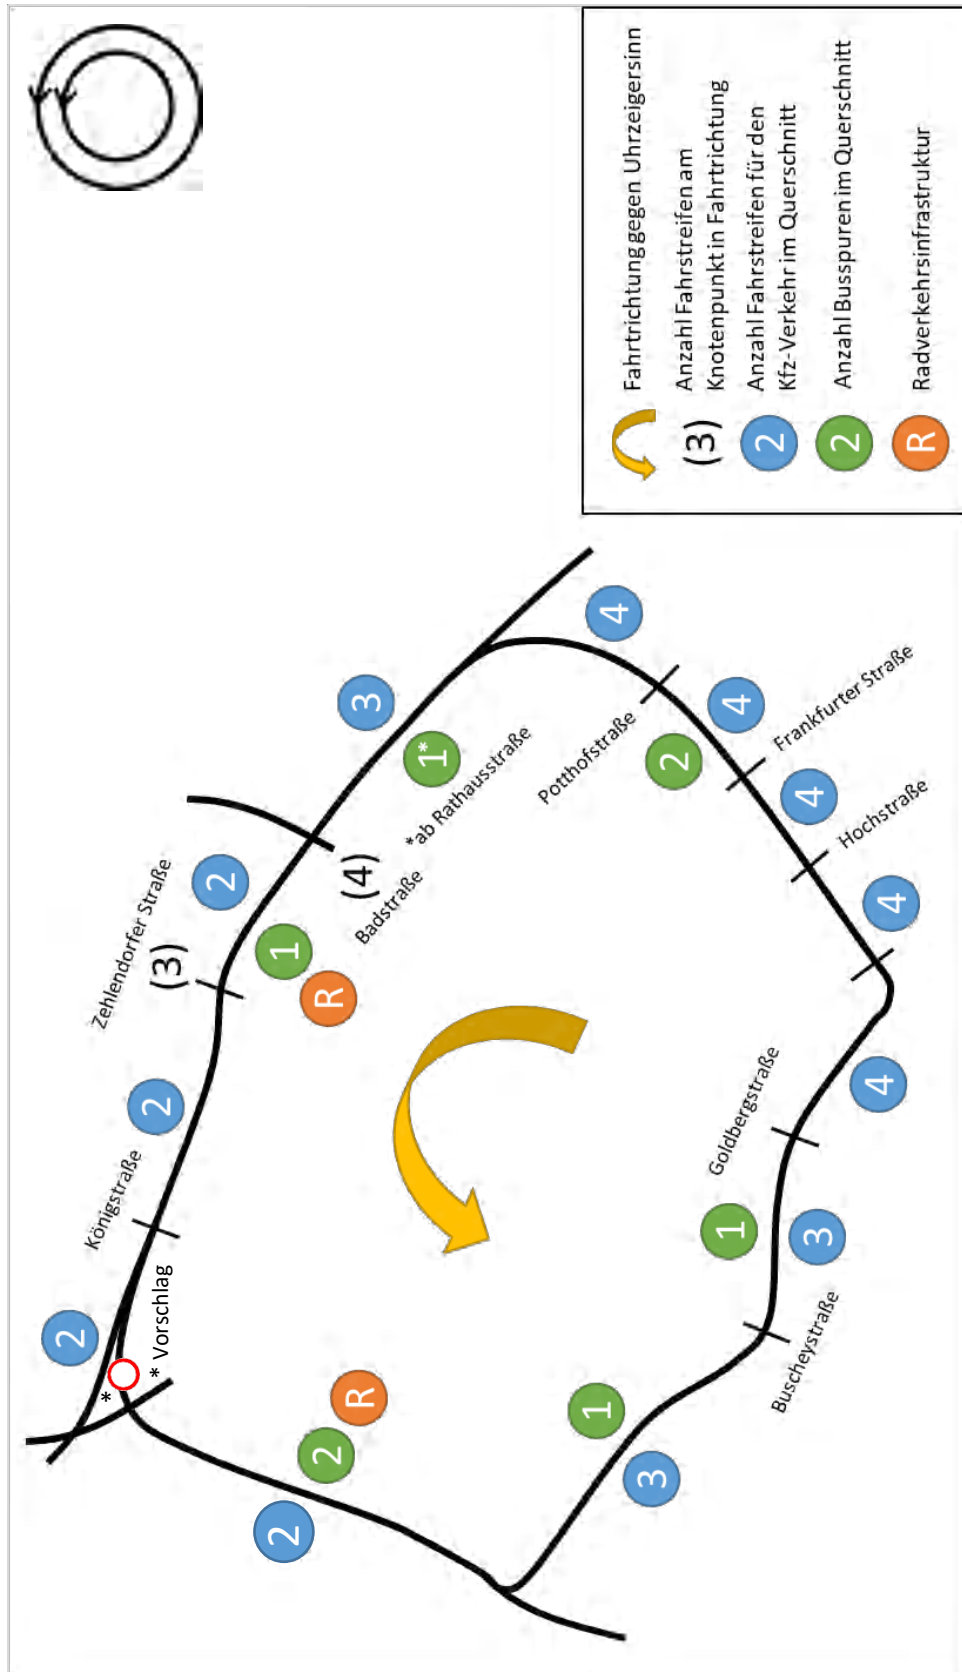 2
* Vorschlag
*
Königstraße
2
Zehlendorfer Straße
(3)
2
1
R
(4)
Badstraße
3
1*
*ab Rathausstraße
4
Potthofstraße
2
4
Frankfurter Straße
4
Hochstraße
4
4
Goldbergstraße
1
3
Buscheystraße
1
3
2
R
2
Fahrtrichtung gegen Uhrzeigersinn
(3)
Anzahl Fahrstreifen am
Knotenpunkt in Fahrtrichtung
2
Anzahl Fahrstreifen für den
Kfz-Verkehr im Querschnitt
2
Anzahl Busspuren im Querschnitt
R
Radverkehrsinfrastruktur